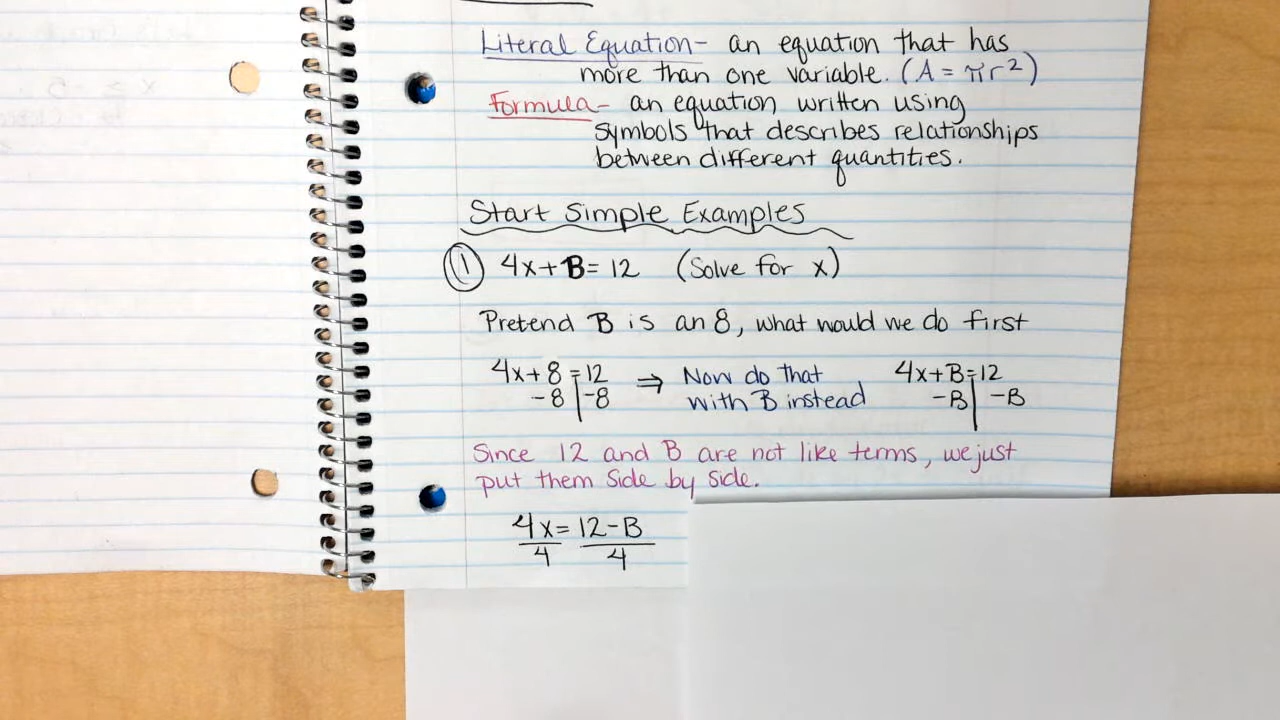 Literal Equation- an equation that has
more than one variable. (A = πr²)
Formula- an equation written using
symbols that describes relationships
between different quantities.
Start Simple Examples
① 4x+B=12 (Solve for x)
Pretend B is an 8, what would we do first
4x+8=12 ⇒ Now do that 4x+B=12
-8 | -8 with B instead -B | -B
Since 12 and B are not like terms, we just
put them side by side.
4x = 12-B
4 4